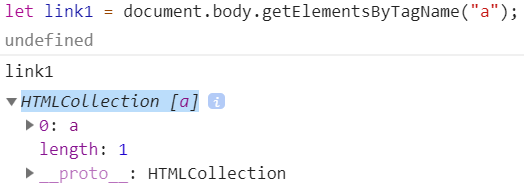 let link1 = document.body.getElementsByTagName("a");
undefined
link1
▼HTMLCollection [a] i
▶0: a
length: 1
▶__proto__: HTMLCollection